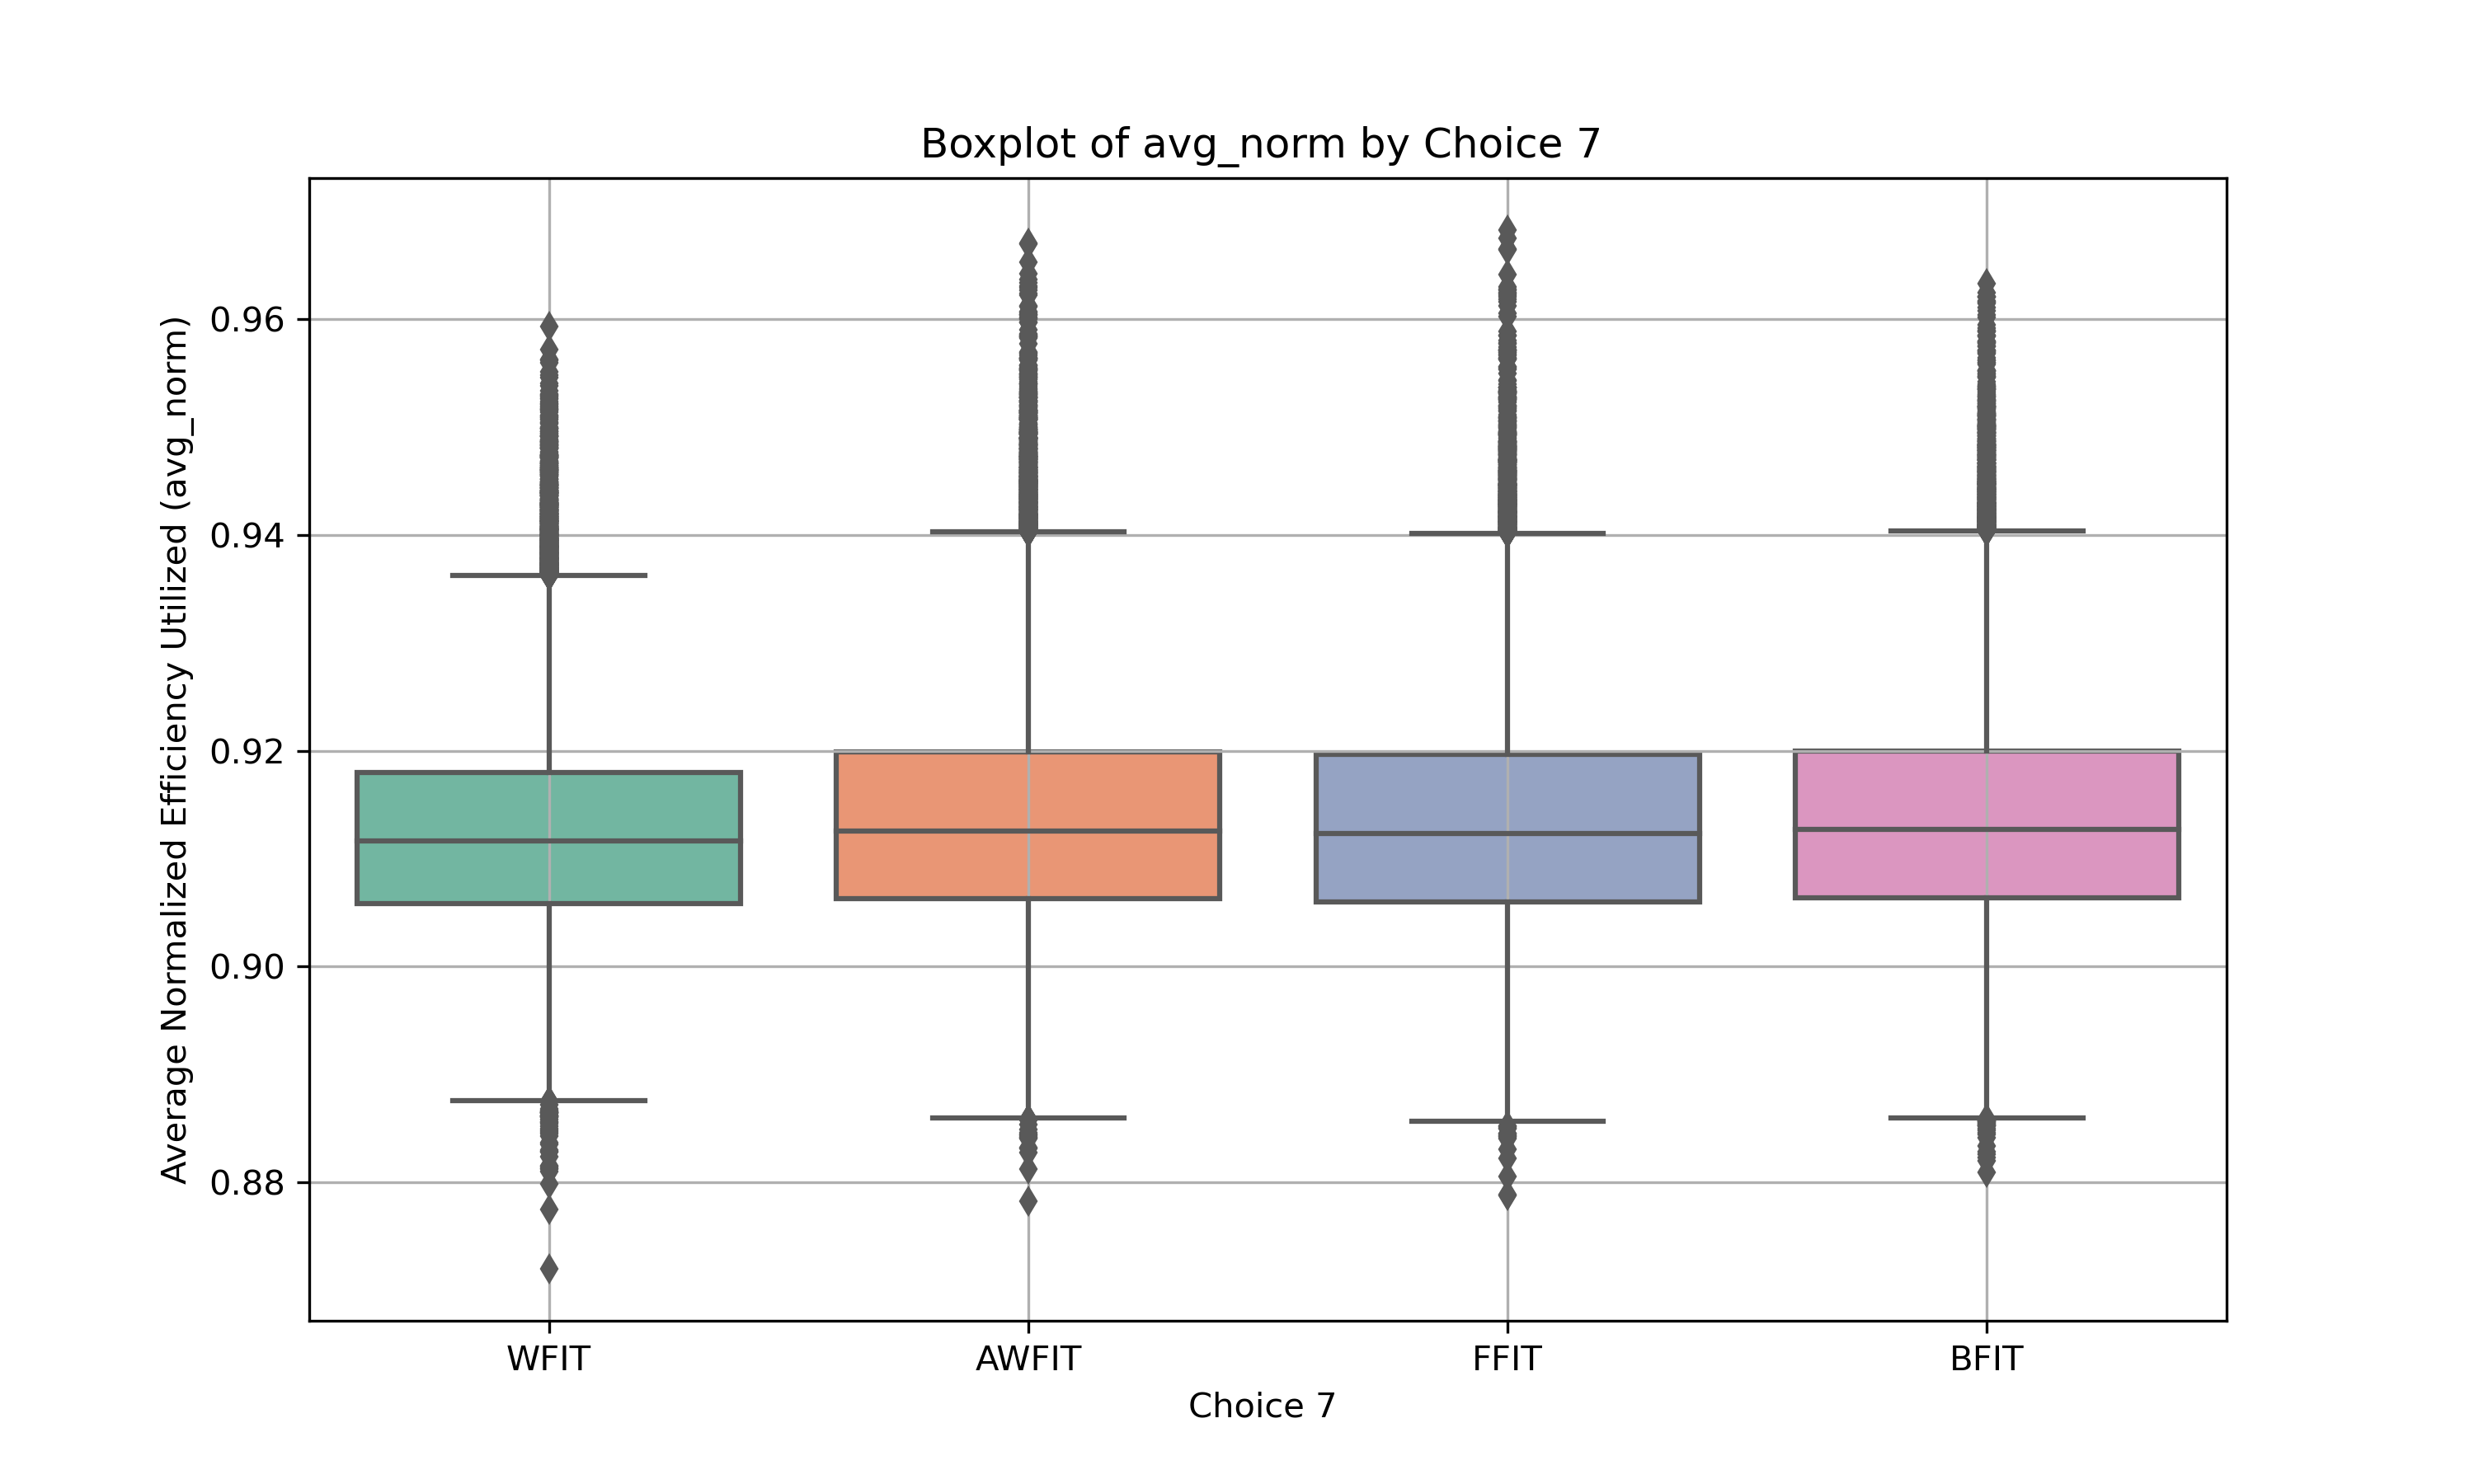 Boxplot of avg_norm by Choice 7
Average Normalized Efficiency Utilized (avg_norm)
0.96
0.94
0.92
0.90
0.88
WFIT
AWFIT
FFIT
BFIT
Choice 7